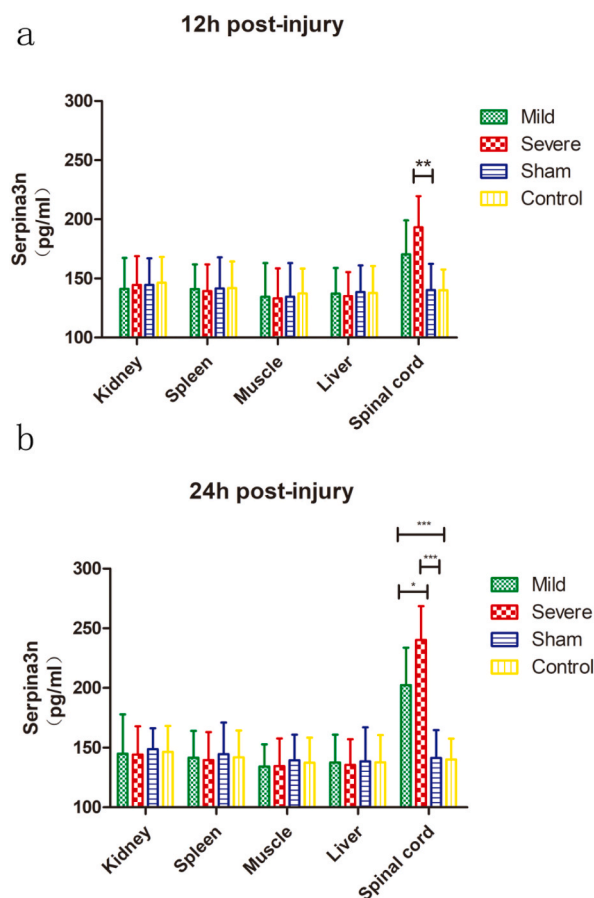 a
12h post-injury
Serpina3n
（pg/ml）
300
250
200
150
100
**
Mild
Severe
Sham
Control
Kidney
Spleen
Muscle
Liver
Spinal cord
b
24h post-injury
Serpina3n
（pg/ml）
300
250
200
150
100
***
***
*
Mild
Severe
Sham
Control
Kidney
Spleen
Muscle
Liver
Spinal cord